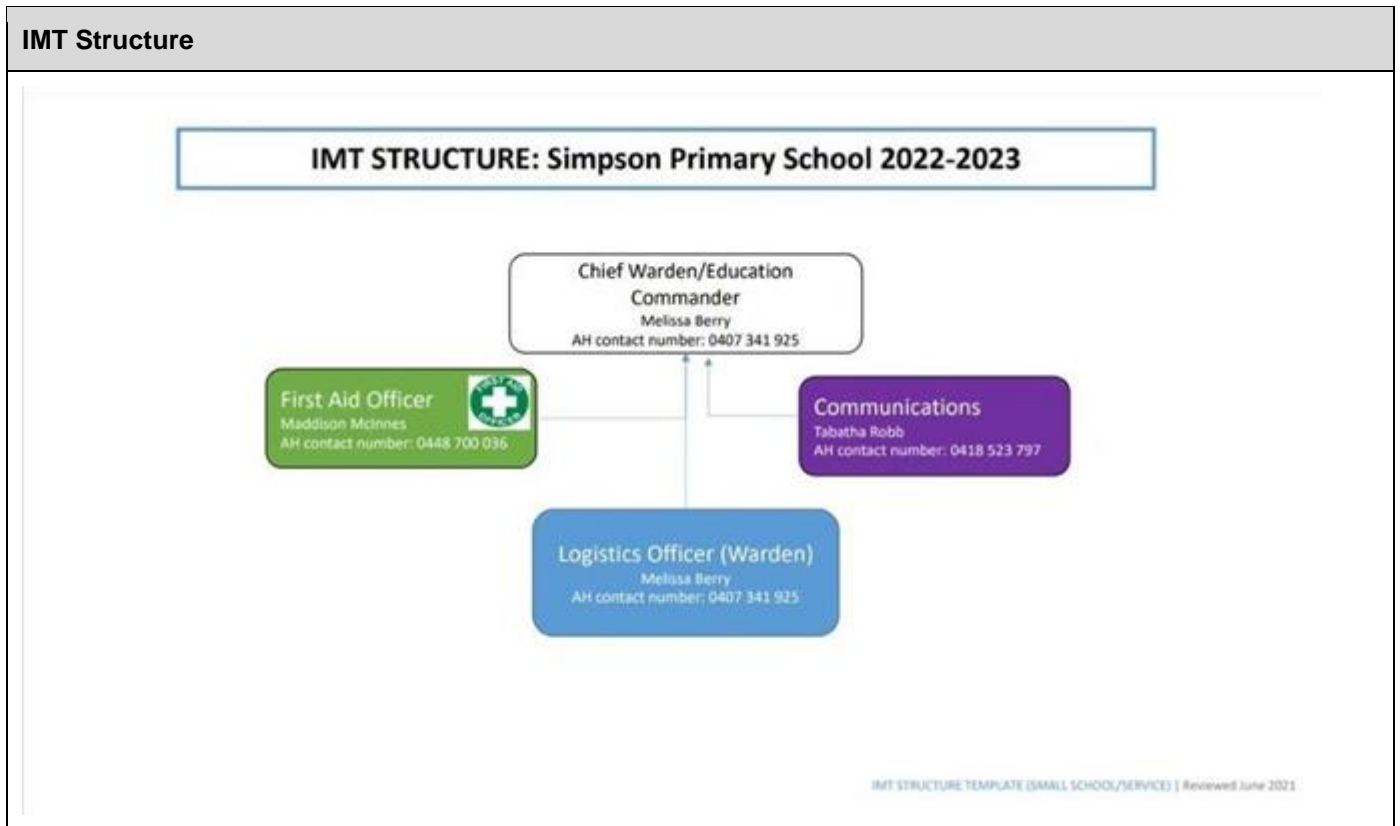 IMT Structure
IMT STRUCTURE: Simpson Primary School 2022-2023
Chief Warden/Education
Commander
Melissa Berry
AH contact number: 0407 341 925
First Aid Officer
Maddison McInnes
AH contact number: 0448 700 036
FIRST AID
OFFICER
Communications
Tabatha Robb
AH contact number: 0418 523 797
Logistics Officer (Warden)
Melissa Berry
AH contact number: 0407 341 925
IMT STRUCTURE TEMPLATE (SMALL SCHOOL/SERVICE) | Reviewed June 2021